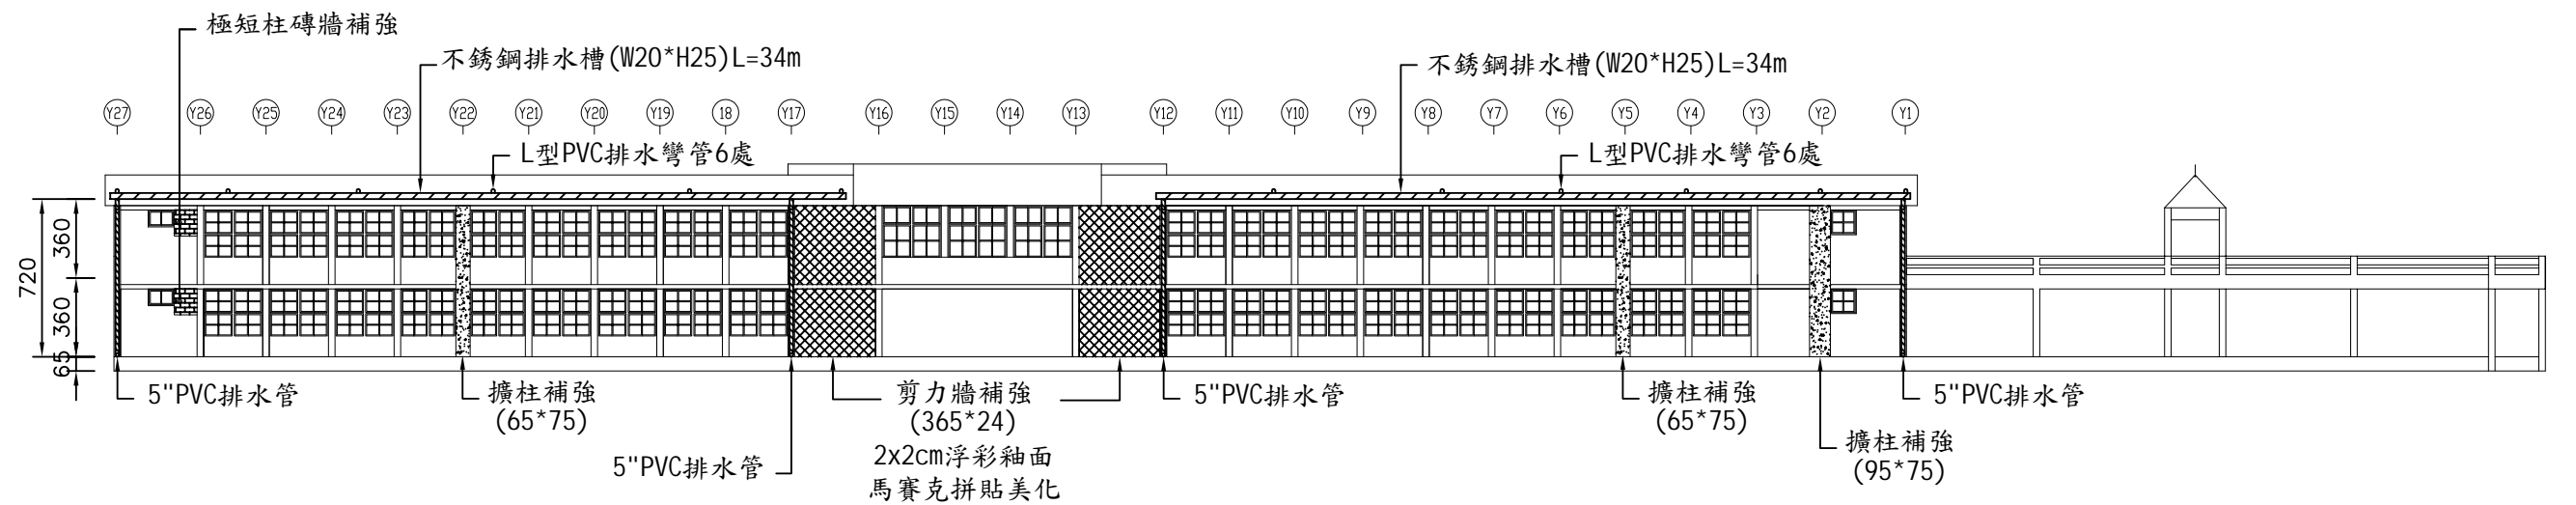 極短柱磚牆補強
不銹鋼排水槽(W20*H25)L=34m
不銹鋼排水槽(W20*H25)L=34m
Y27 Y26 Y25 Y24 Y23 Y22 Y21 Y20 Y19 18 Y17 Y16 Y15 Y14 Y13 Y12 Y11 Y10 Y9 Y8 Y7 Y6 Y5 Y4 Y3 Y2 Y1
L型PVC排水彎管6處
L型PVC排水彎管6處
720
360
360
65
5"PVC排水管
擴柱補強
(65*75)
5"PVC排水管
剪力牆補強
(365*24)
2x2cm浮彩釉面
馬賽克拼貼美化
5"PVC排水管
擴柱補強
(65*75)
擴柱補強
(95*75)
5"PVC排水管